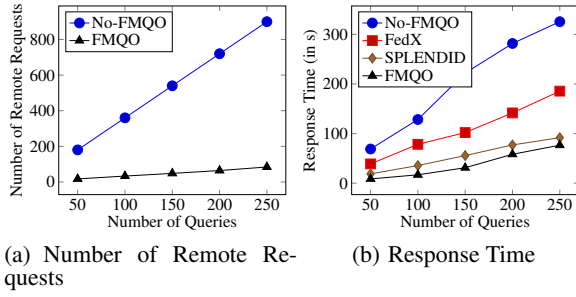 No-FMQO
FMQO
Number of Remote Requests
800
600
400
200
0
50 100 150 200 250
Number of Queries
(a) Number of Remote Re-
quests
No-FMQO
FedX
SPLENDID
FMQO
Response Time (in s)
300
200
100
0
50 100 150 200 250
Number of Queries
(b) Response Time